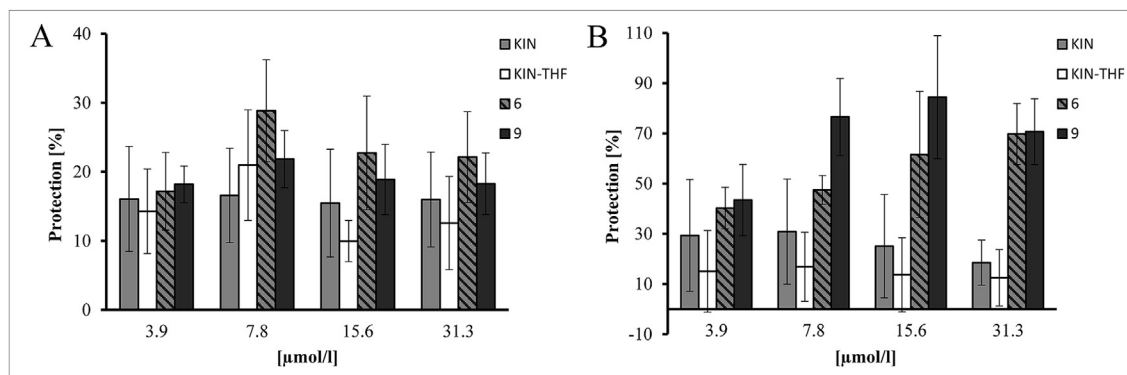 A
Protection [%]
40
30
20
10
0
3.9 7.8 15.6 31.3
[µmol/l]
KIN
KIN-THF
6
9
B
Protection [%]
110
90
70
50
30
10
-10
3.9 7.8 15.6 31.3
[µmol/l]
KIN
KIN-THF
6
9